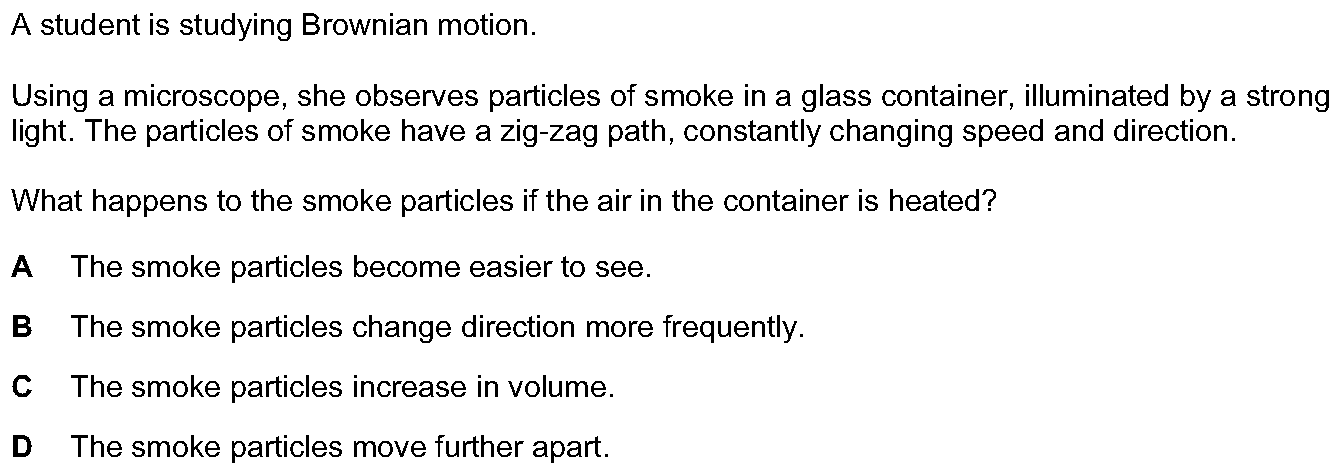 A student is studying Brownian motion.
Using a microscope, she observes particles of smoke in a glass container, illuminated by a strong
light. The particles of smoke have a zig-zag path, constantly changing speed and direction.
What happens to the smoke particles if the air in the container is heated?
A The smoke particles become easier to see.
B The smoke particles change direction more frequently.
C The smoke particles increase in volume.
D The smoke particles move further apart.